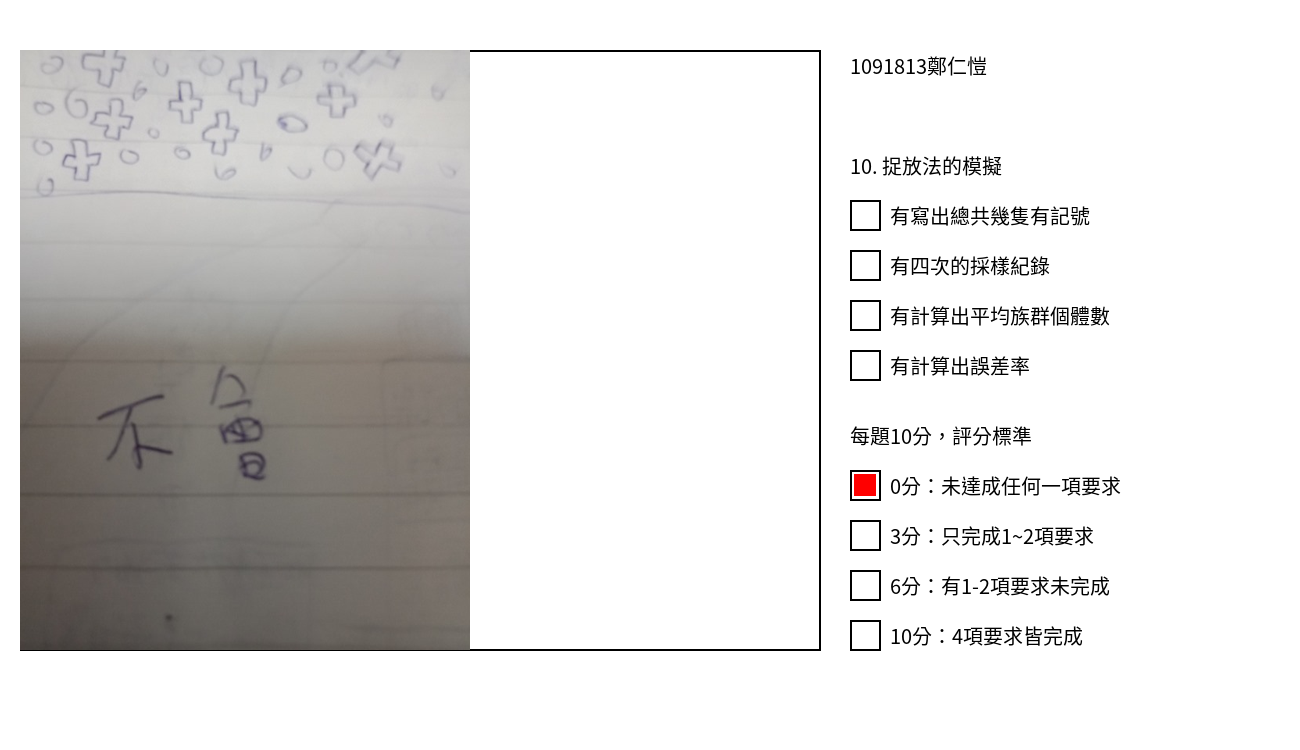 1091813鄭仁愷
10. 捉放法的模擬
有寫出總共幾隻有記號
有四次的採樣紀錄
有計算出平均族群個體數
有計算出誤差率
每題10分，評分標準
0分：未達成任何一項要求
3分：只完成1~2項要求
6分：有1-2項要求未完成
10分：4項要求皆完成
不會